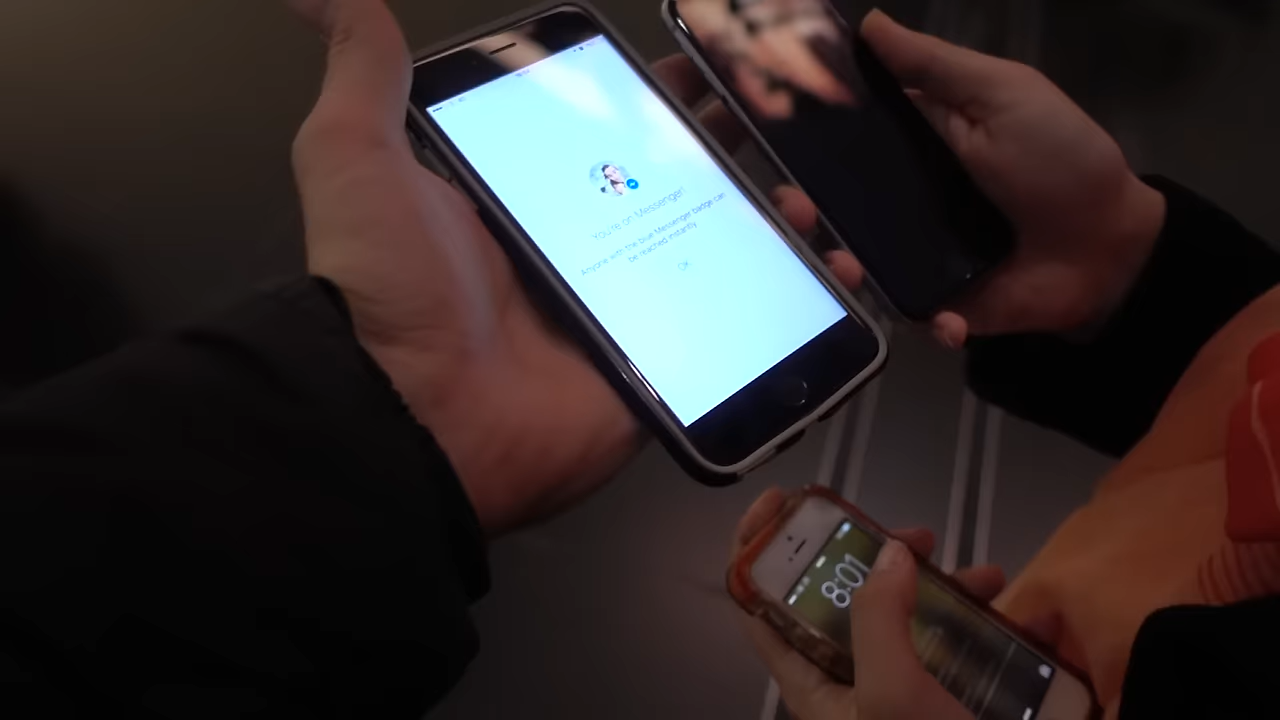 You're on Messenger!
Anyone with the blue Messenger badge can
be reached instantly.
OK
8:01